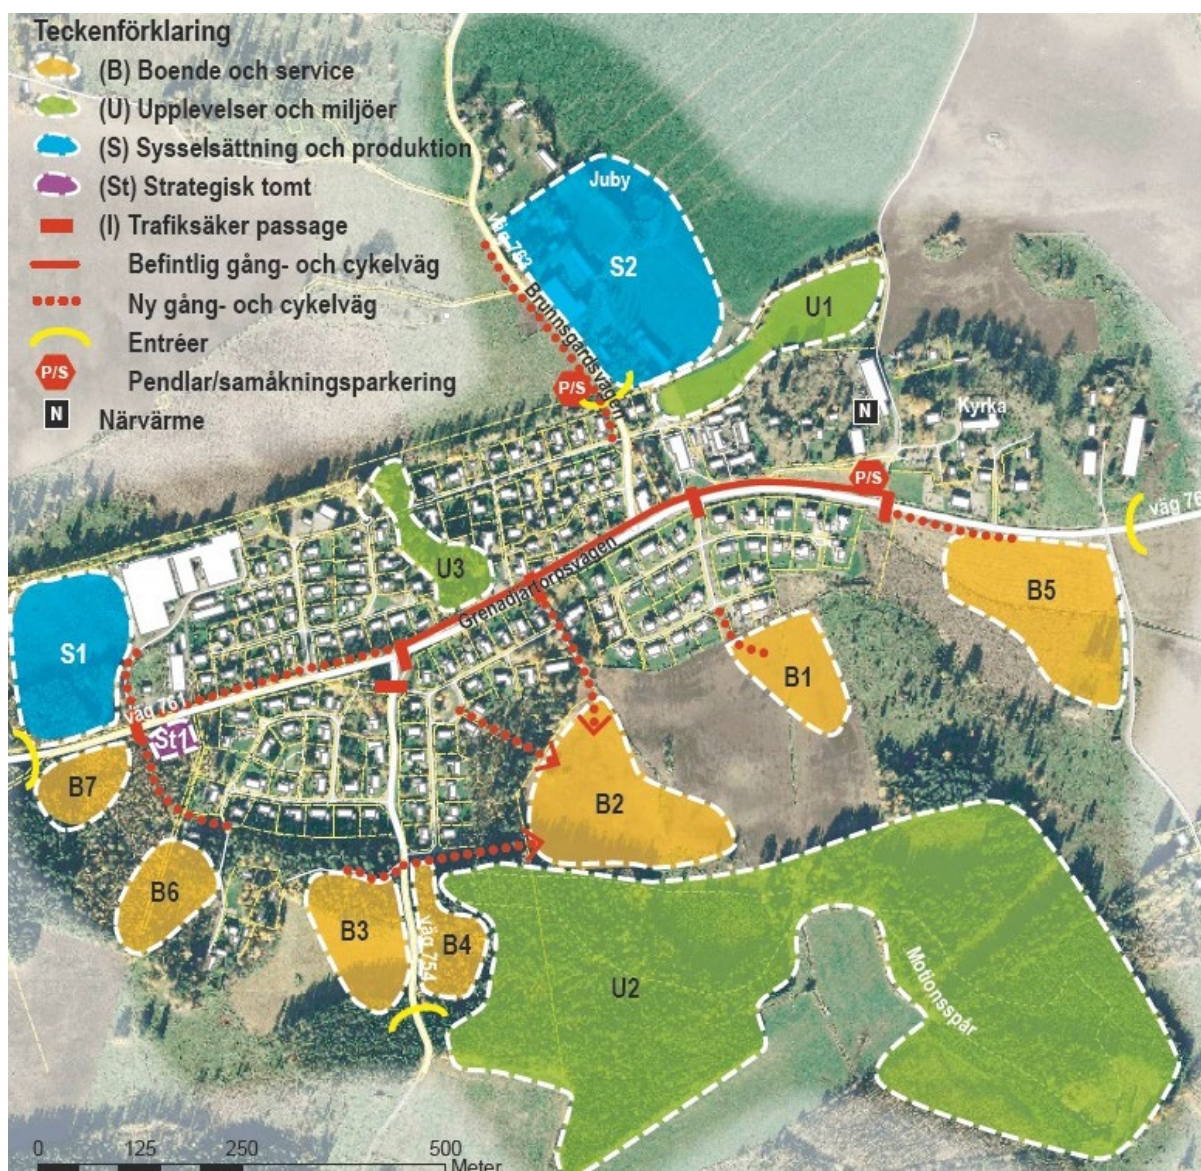 Teckenförklaring
(B) Boende och service
(U) Upplevelser och miljöer
(S) Sysselsättning och produktion
(St) Strategisk tomt
(I) Trafiksäker passage
Befintlig gång- och cykelväg
Ny gång- och cykelväg
Entréer
P/S Pendlar/samåkningsparkering
N Närvärme
Juby
väg 763
S2
Brunnsgårdsvägen
U1
P/S
N
Kyrka
P/S
väg 7
U3
Grenadjärtorpsvägen
B5
S1
B1
väg 761
St1
B7
B2
B6
B3
väg 754
B4
U2
Motionsspår
0 125 250 500
Meter